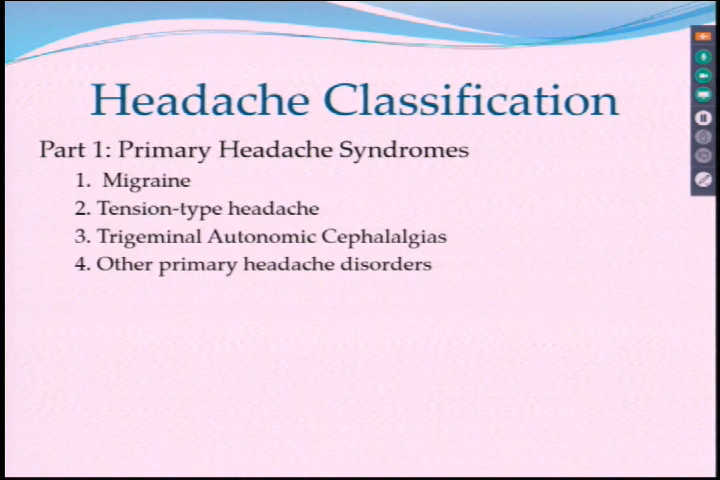 Headache Classification
Part 1: Primary Headache Syndromes
1. Migraine
2. Tension-type headache
3. Trigeminal Autonomic Cephalalgias
4. Other primary headache disorders